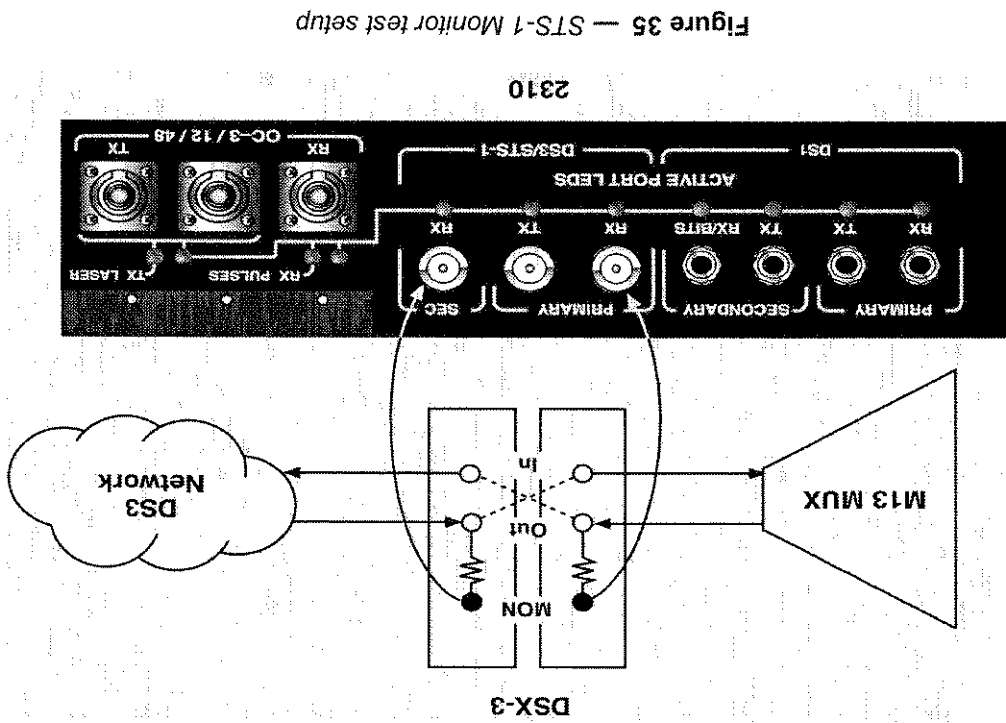 DSX-3
MON
M13 MUX
Out
In
DS3
Network
PRIMARY
SECONDARY
PRIMARY
SEC
RX PULSES
TX LASER
RX
TX
TX
RX/BITS
RX
TX
RX
ACTIVE PORT LEDS
DS1
DS3/STS-1
RX
TX
OC-3 / 12 / 48
2310
Figure 35 — STS-1 Monitor test setup